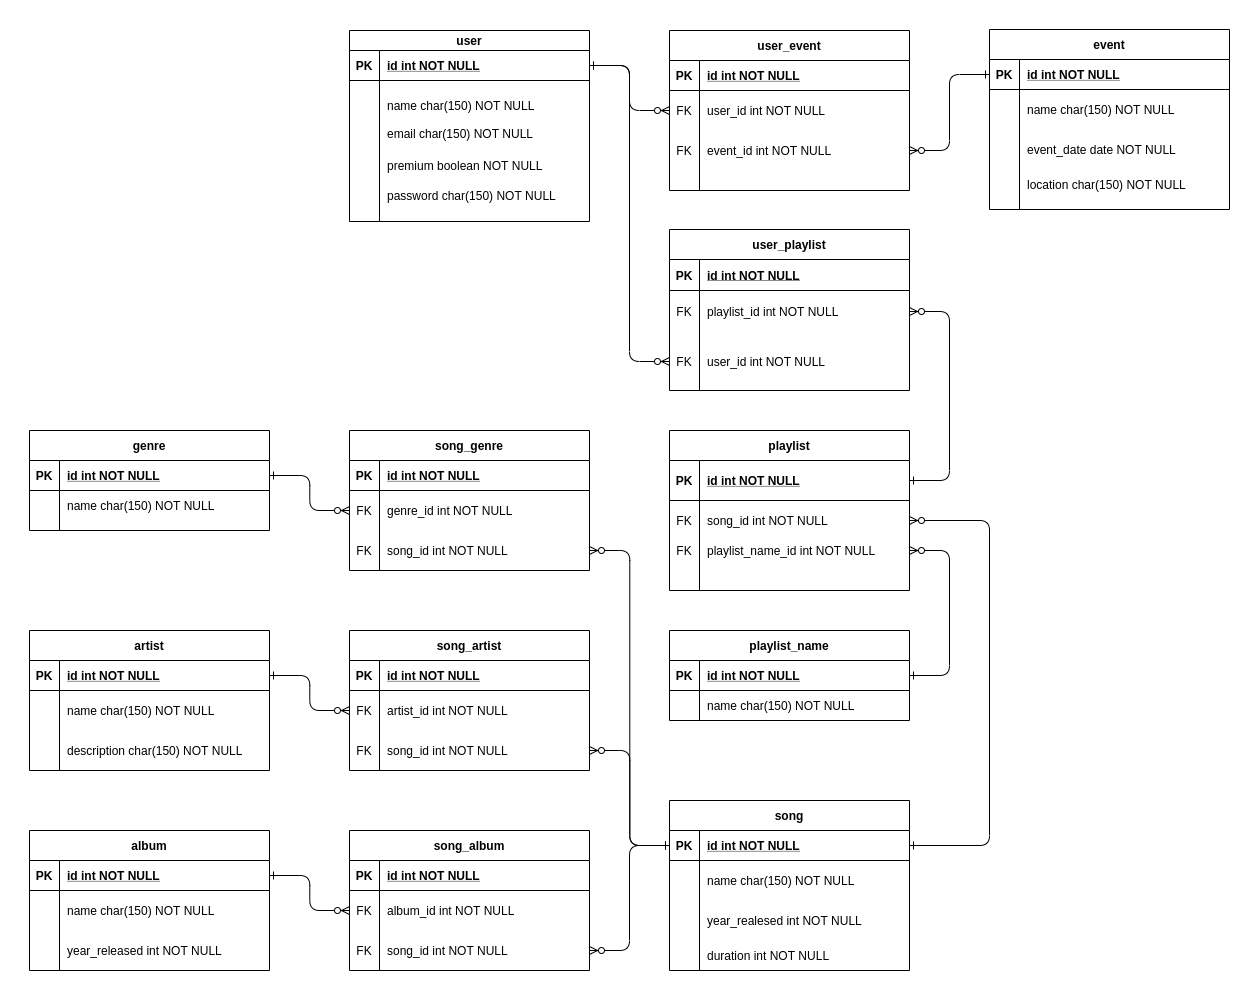 user
PK id int NOT NULL
name char(150) NOT NULL
email char(150) NOT NULL
premium boolean NOT NULL
password char(150) NOT NULL
user_event
PK id int NOT NULL
FK user_id int NOT NULL
FK event_id int NOT NULL
event
PK id int NOT NULL
name char(150) NOT NULL
event_date date NOT NULL
location char(150) NOT NULL
user_playlist
PK id int NOT NULL
FK playlist_id int NOT NULL
FK user_id int NOT NULL
genre
PK id int NOT NULL
name char(150) NOT NULL
song_genre
PK id int NOT NULL
FK genre_id int NOT NULL
FK song_id int NOT NULL
playlist
PK id int NOT NULL
FK song_id int NOT NULL
FK playlist_name_id int NOT NULL
artist
PK id int NOT NULL
name char(150) NOT NULL
description char(150) NOT NULL
song_artist
PK id int NOT NULL
FK artist_id int NOT NULL
FK song_id int NOT NULL
playlist_name
PK id int NOT NULL
name char(150) NOT NULL
album
PK id int NOT NULL
name char(150) NOT NULL
year_released int NOT NULL
song_album
PK id int NOT NULL
FK album_id int NOT NULL
FK song_id int NOT NULL
song
PK id int NOT NULL
name char(150) NOT NULL
year_realesed int NOT NULL
duration int NOT NULL